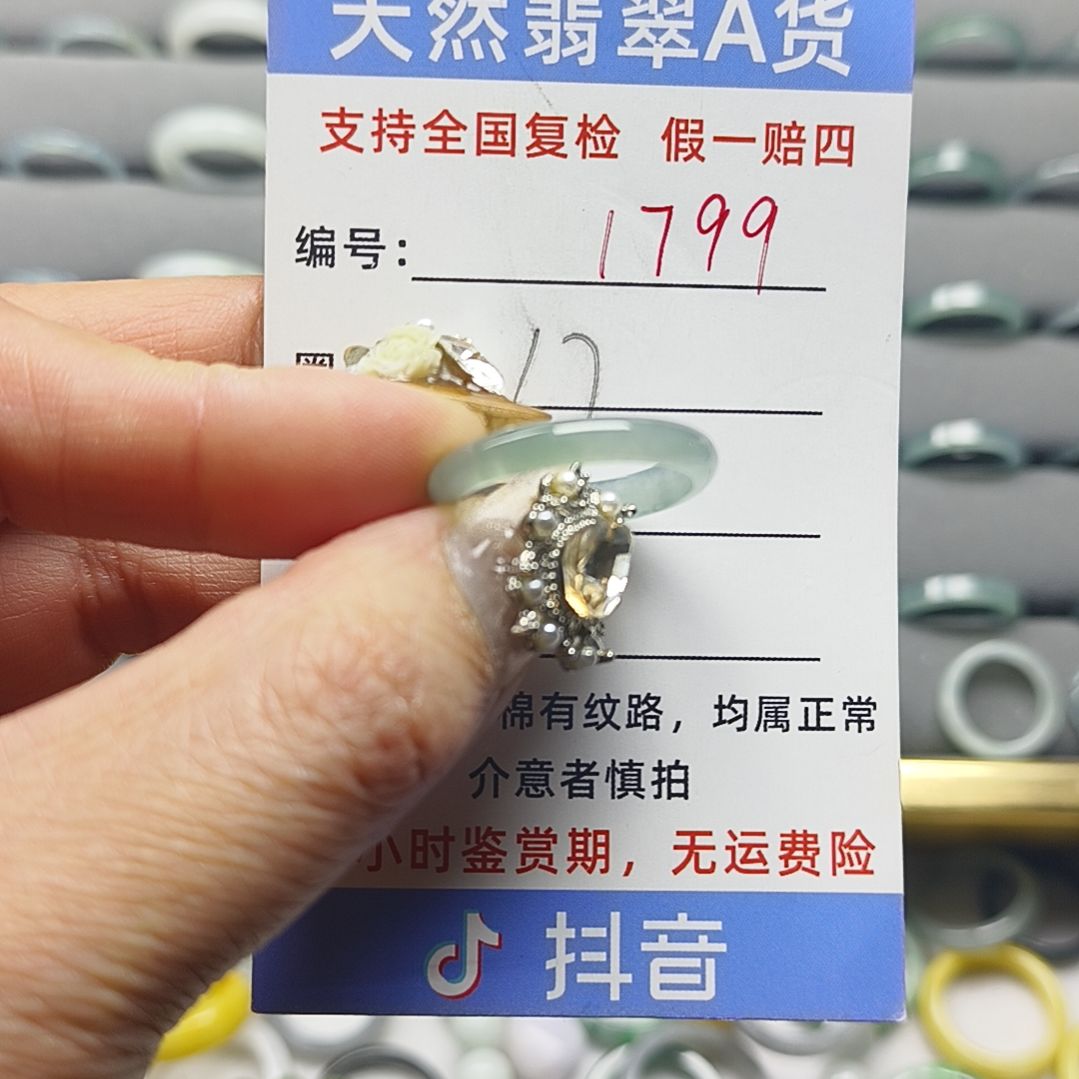 天然翡翠A货
支持全国复检 假一赔四
编号: 1799
圈 17
棉有纹路，均属正常
介意者慎拍
小时鉴赏期，无运费险
抖音